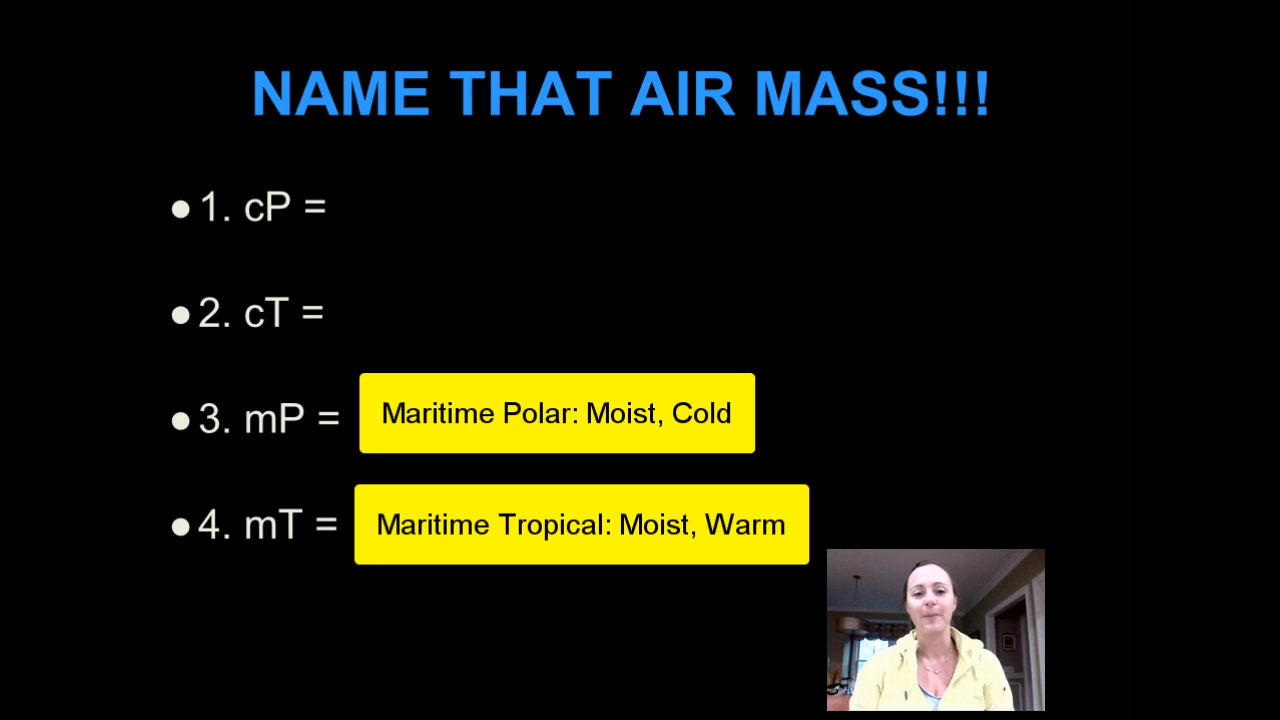 NAME THAT AIR MASS!!!
● 1. cP =
● 2. cT =
● 3. mP = Maritime Polar: Moist, Cold
● 4. mT = Maritime Tropical: Moist, Warm